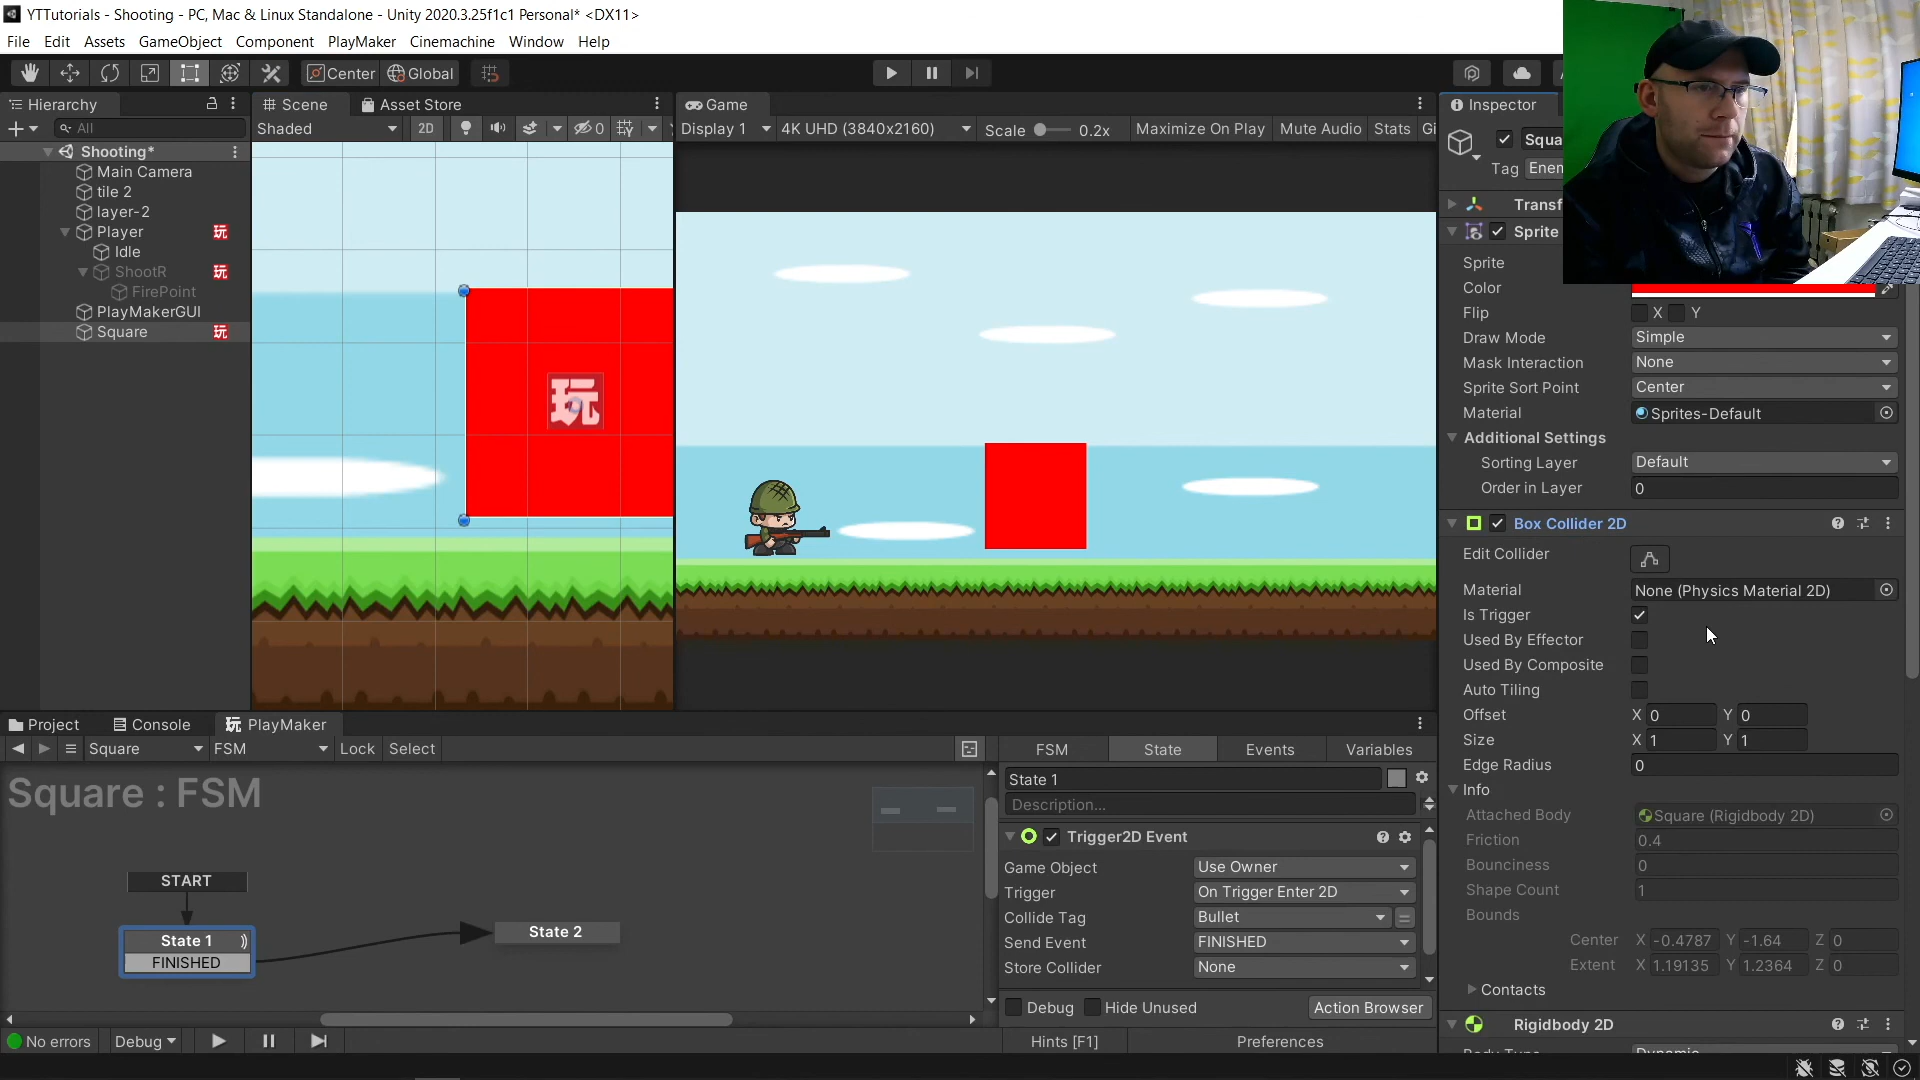 YTTutorials - Shooting - PC, Mac & Linux Standalone - Unity 2020.3.25f1c1 Personal* <DX11>
File Edit Assets GameObject Component PlayMaker Cinemachine Window Help
Center Global
Hierarchy
All
Shooting*
Main Camera
tile 2
layer-2
Player 玩
Idle
ShootR 玩
FirePoint
PlayMakerGUI
Square 玩
Scene Asset Store
Shaded 2D 0
玩
Game
Display 1 4K UHD (3840x2160) Scale 0.2x Maximize On Play Mute Audio Stats Gi
Inspector
Squa
Tag Enem
Transf
Sprite
Sprite
Color
Flip X Y
Draw Mode Simple
Mask Interaction None
Sprite Sort Point Center
Material Sprites-Default
Additional Settings
Sorting Layer Default
Order in Layer 0
Box Collider 2D
Edit Collider
Material None (Physics Material 2D)
Is Trigger
Used By Effector
Used By Composite
Auto Tiling
Offset X 0 Y 0
Size X 1 Y 1
Edge Radius 0
Info
Attached Body Square (Rigidbody 2D)
Friction 0.4
Bounciness 0
Shape Count 1
Bounds
Center X -0.4787 Y -1.64 Z 0
Extent X 1.19135 Y 1.2364 Z 0
Contacts
Rigidbody 2D
Project Console 玩 PlayMaker
Square FSM Lock Select
Square : FSM
START
State 1
FINISHED
State 2
FSM State Events Variables
State 1
Description...
Trigger2D Event
Game Object Use Owner
Trigger On Trigger Enter 2D
Collide Tag Bullet
Send Event FINISHED
Store Collider None
Debug Hide Unused Action Browser
No errors Debug Hints [F1] Preferences